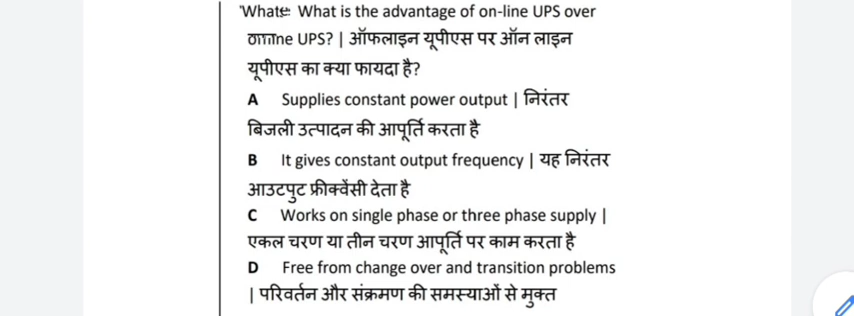 What is the advantage of on-line UPS over
UPS? | ऑफलाइन यूपीएस पर ऑन लाइन
यूपीएस का क्या फायदा है?
A Supplies constant power output | निरंतर
बिजली उत्पादन की आपूर्ति करता है
B It gives constant output frequency | यह निरंतर
आउटपुट फ्रीक्वेंसी देता है
C Works on single phase or three phase supply |
एकल चरण या तीन चरण आपूर्ति पर काम करता है
D Free from change over and transition problems
| परिवर्तन और संक्रमण की समस्याओं से मुक्त